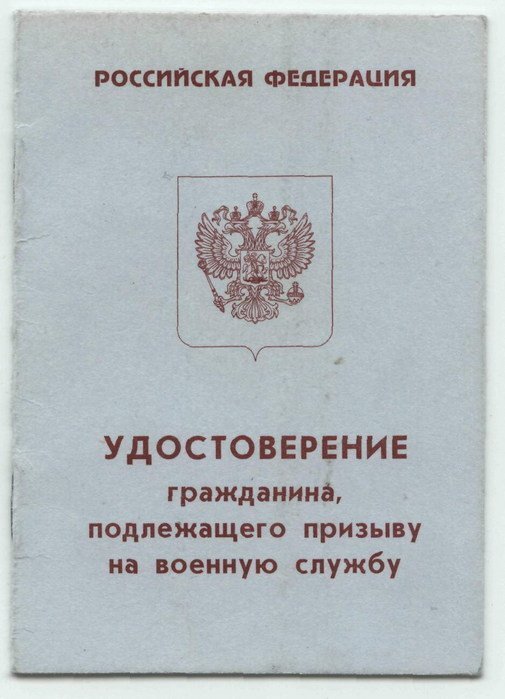 РОССИЙСКАЯ ФЕДЕРАЦИЯ
УДОСТОВЕРЕНИЕ
гражданина,
подлежащего призыву
на военную службу